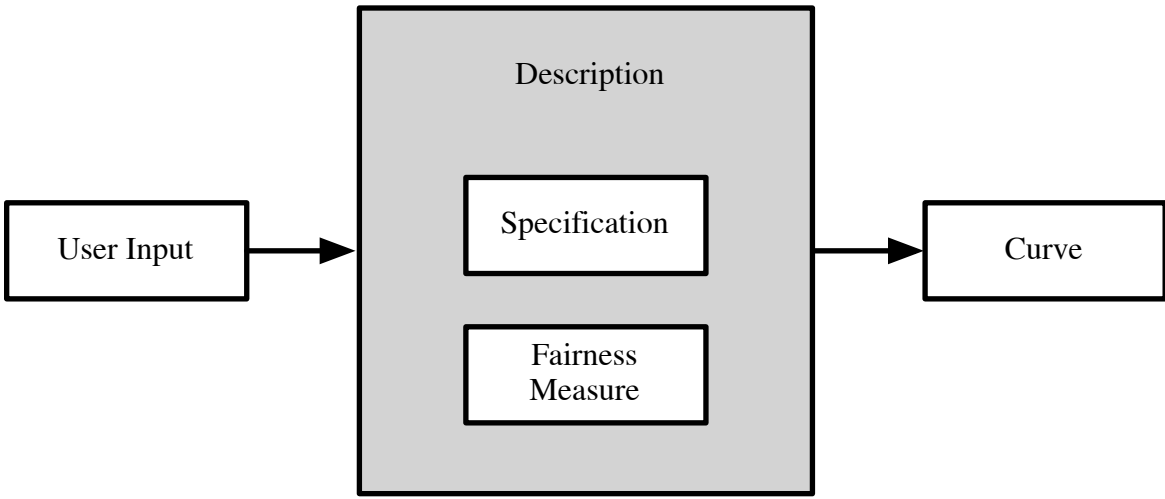 Description
Specification
User Input
Curve
Fairness
Measure